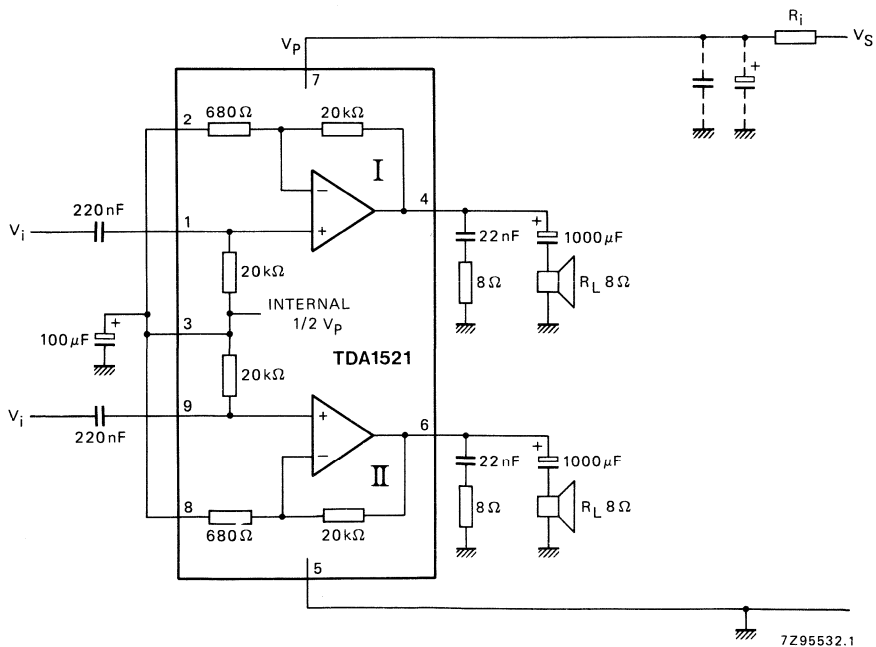 R_i
V_P
V_S
+
7
680Ω
20kΩ
2
I
−
4
220nF
1
+
V_i
+
22nF
1000μF
20kΩ
8Ω
R_L 8Ω
INTERNAL
1/2 V_P
+
3
100μF
TDA1521
20kΩ
9
V_i
+
6
220nF
−
+
II
22nF
1000μF
8
8Ω
R_L 8Ω
680Ω
20kΩ
5
7Z95532.1